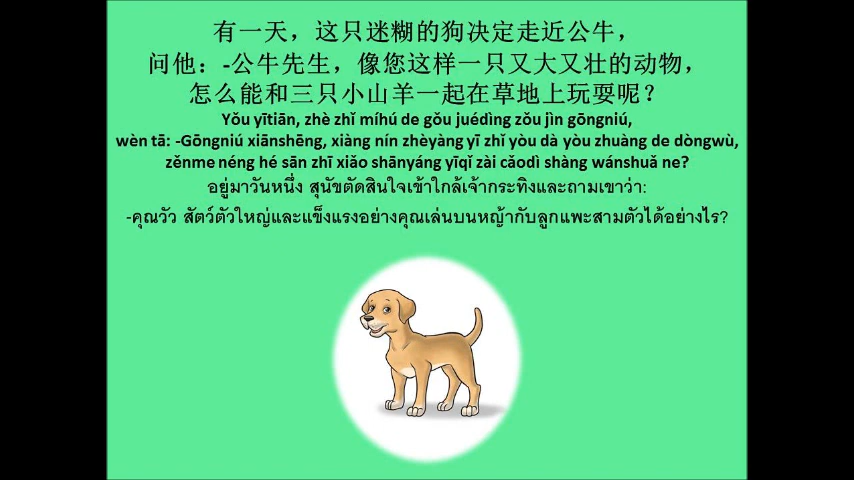 有一天，这只迷糊的狗决定走近公牛，
问他：-公牛先生，像您这样一只又大又壮的动物，
怎么能和三只小山羊一起在草地上玩耍呢？
Yǒu yītiān, zhè zhǐ míhú de gǒu juédìng zǒu jìn gōngniú,
wèn tā: -Gōngniú xiānshēng, xiàng nín zhèyàng yī zhǐ yòu dà yòu zhuàng de dòngwù,
zěnme néng hé sān zhī xiǎo shānyáng yīqǐ zài cǎodì shàng wánshuǎ ne?
อยู่มาวันหนึ่ง สุนัขตัดสินใจเข้าใกล้เจ้ากระทิงและถามเขาว่า:
-คุณวัว สัตว์ตัวใหญ่และแข็งแรงอย่างคุณเล่นบนหญ้ากับลูกแพะสามตัวได้อย่างไร?